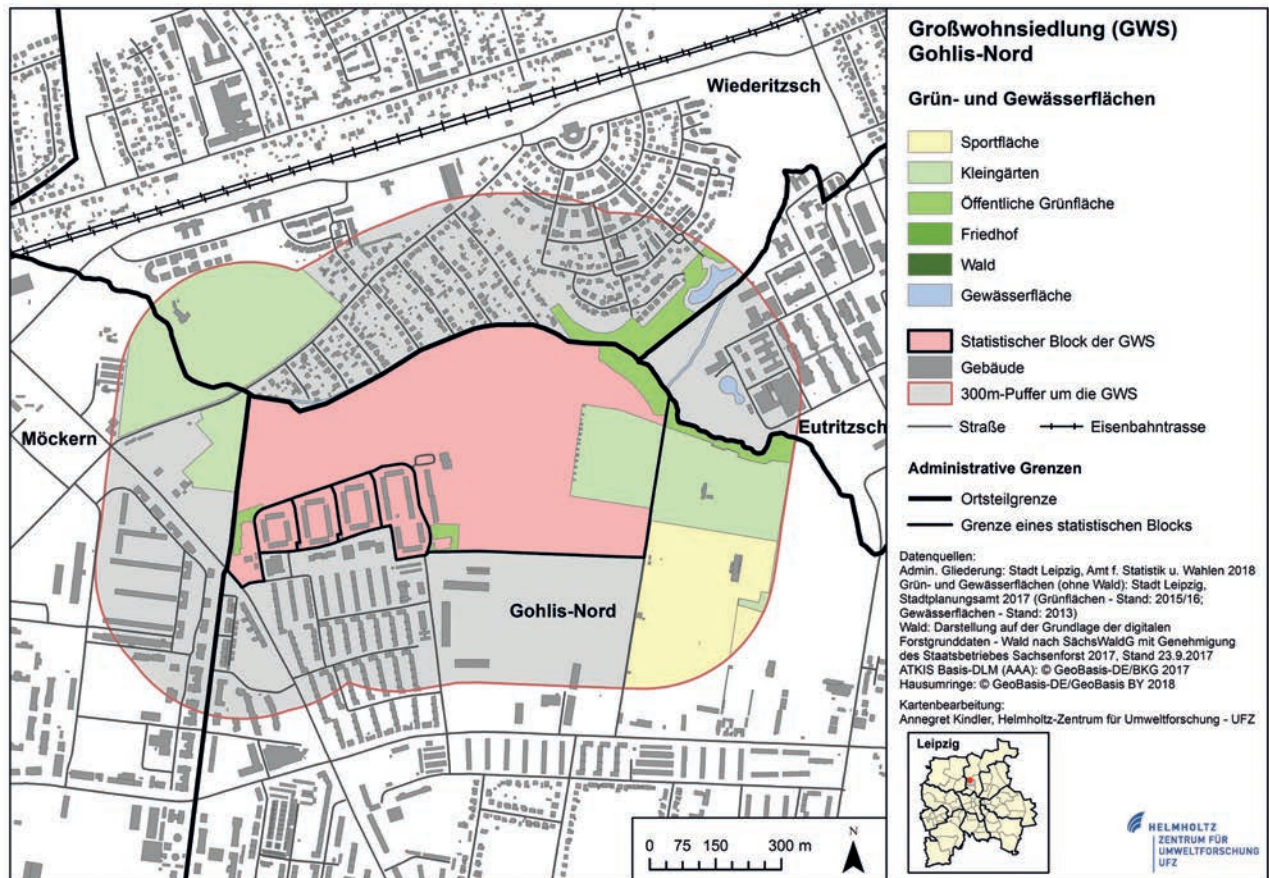 Wiederitzsch
Möckern
Eutritzsch
Gohlis-Nord
0 75 150 300 m
N
Großwohnsiedlung (GWS)
Gohlis-Nord
Grün- und Gewässerflächen
Sportfläche
Kleingärten
Öffentliche Grünfläche
Friedhof
Wald
Gewässerfläche
Statistischer Block der GWS
Gebäude
300m-Puffer um die GWS
Straße Eisenbahntrasse
Administrative Grenzen
Ortsteilgrenze
Grenze eines statistischen Blocks
Datenquellen:
Admin. Gliederung: Stadt Leipzig, Amt f. Statistik u. Wahlen 2018
Grün- und Gewässerflächen (ohne Wald): Stadt Leipzig,
Stadtplanungsamt 2017 (Grünflächen - Stand: 2015/16;
Gewässerflächen - Stand: 2013)
Wald: Darstellung auf der Grundlage der digitalen
Forstgrunddaten - Wald nach SächsWaldG mit Genehmigung
des Staatsbetriebes Sachsenforst 2017, Stand 23.9.2017
ATKIS Basis-DLM (AAA): © GeoBasis-DE/BKG 2017
Hausumringe: © GeoBasis-DE/GeoBasis BY 2018
Kartenbearbeitung:
Annegret Kindler, Helmholtz-Zentrum für Umweltforschung - UFZ
Leipzig
HELMHOLTZ
ZENTRUM FÜR
UMWELTFORSCHUNG
UFZ